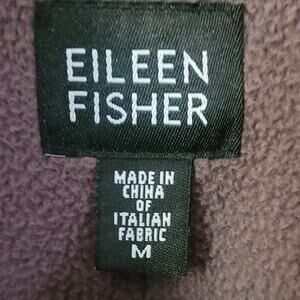 EILEEN
FISHER
MADE IN
CHINA
OF
ITALIAN
FABRIC
M